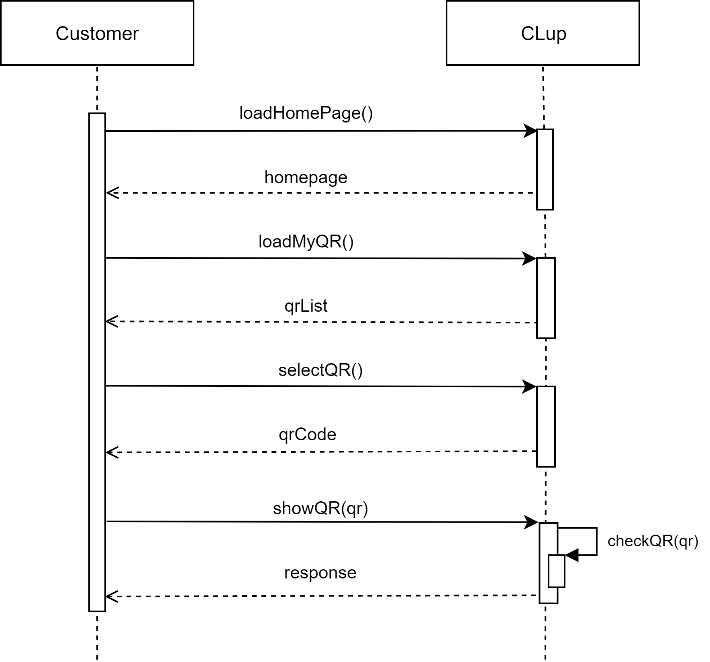 Customer
CLup
loadHomePage()
homepage
loadMyQR()
qrList
selectQR()
qrCode
showQR(qr)
checkQR(qr)
response